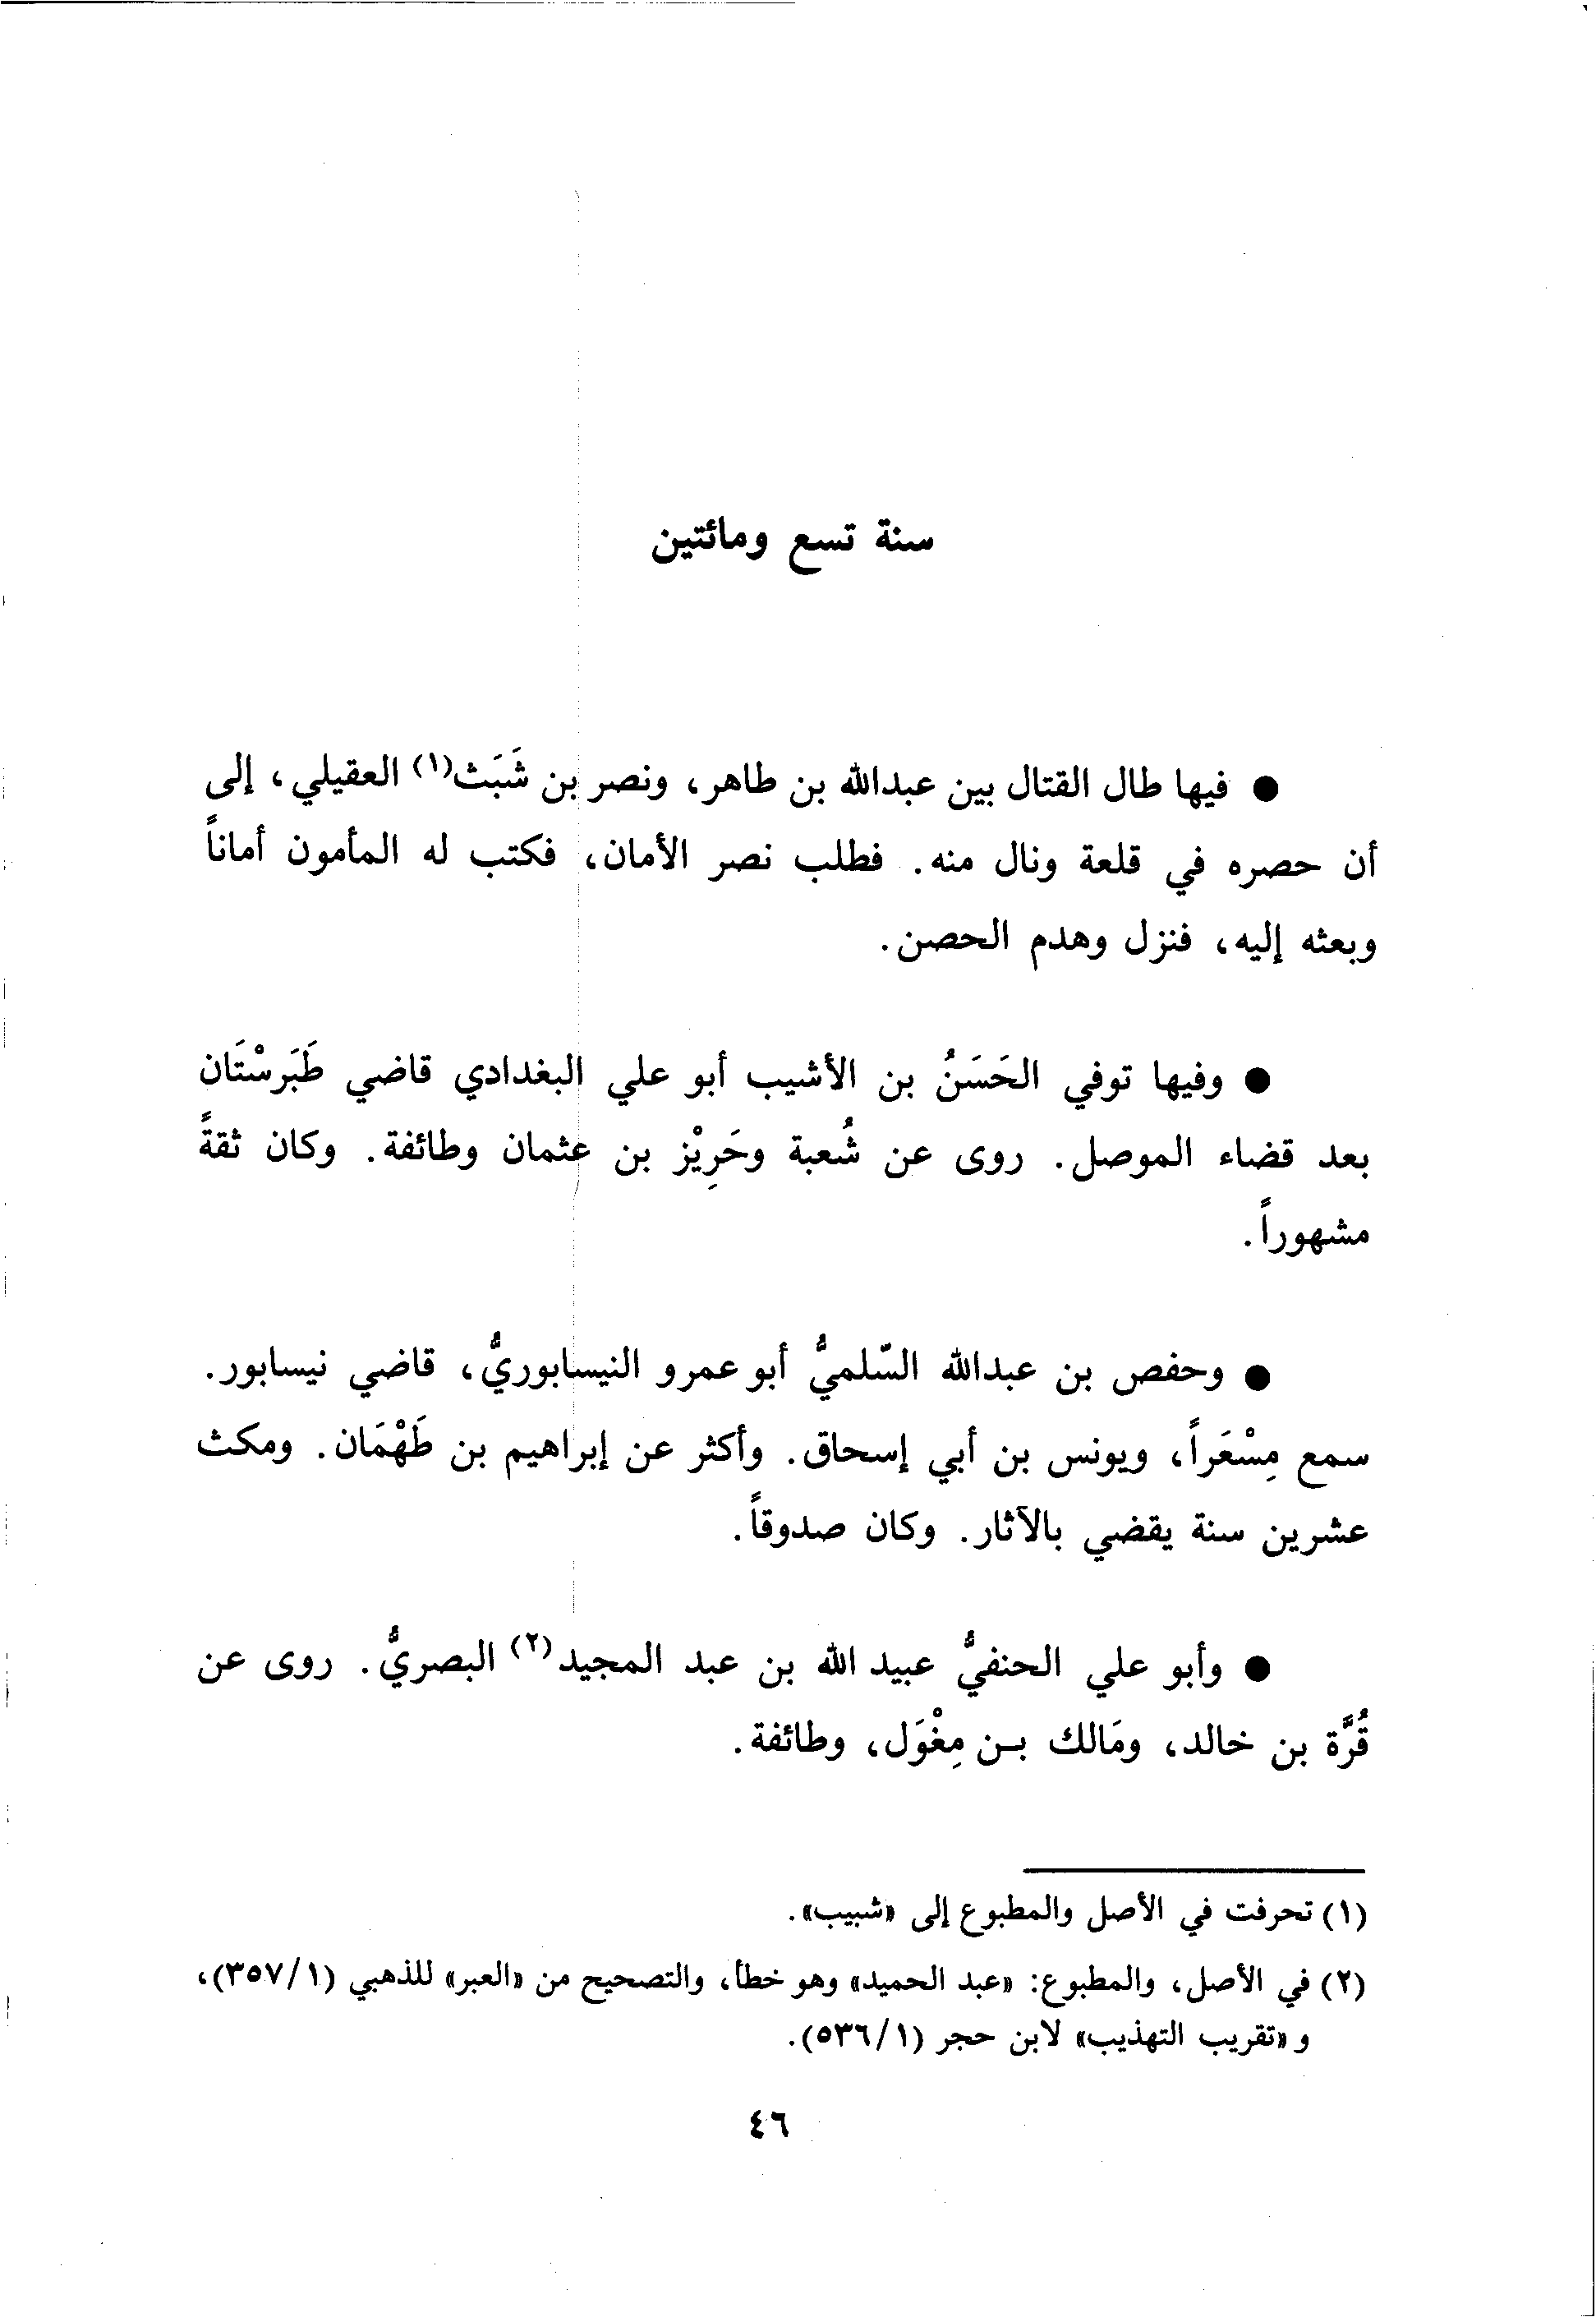 سنة تسع ومائتين
● فيها طال القتال بين عبدالله بن طاهر، ونصر بن شَبَث(١) العقيلي، إلى
أن حصره في قلعة ونال منه. فطلب نصر الأمان، فكتب له المأمون أماناً
وبعثه إليه، فنزل وهدم الحصن.
● وفيها توفي الحَسَنُ بن الأشيب أبو علي البغدادي قاضي طَبَرسْتَان
بعد قضاء الموصل. روى عن شُعبة وحَرِيْز بن عثمان وطائفة. وكان ثقةً
مشهوراً.
● وحفص بن عبدالله السّلميُّ أبو عمرو النيسابوريُّ، قاضي نيسابور.
سمع مِسْعَراً، ويونس بن أبي إسحاق. وأكثر عن إبراهيم بن طَهْمَان. ومكث
عشرين سنة يقضي بالآثار. وكان صدوقاً.
● وأبو علي الحنفيُّ عبيد الله بن عبد المجيد(٢) البصريُّ. روى عن
قُرَّة بن خالد، ومَالك بـن مِغْوَل، وطائفة.
(١) تحرفت في الأصل والمطبوع إلى «شبيب».
(٢) في الأصل، والمطبوع: «عبد الحميد» وهو خطأ، والتصحيح من «العبر» للذهبي (٣٥٧/١)،
و «تقريب التهذيب» لابن حجر (٥٣٦/١).
٤٦